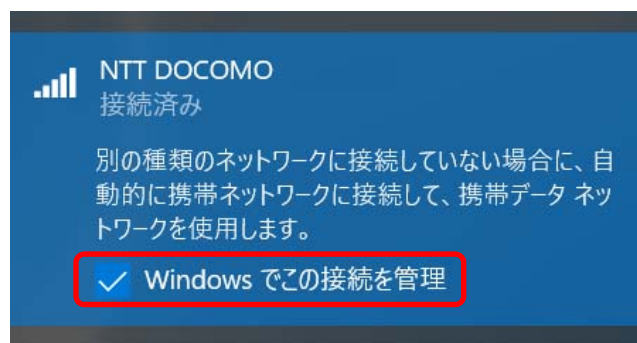 NTT DOCOMO
接続済み
別の種類のネットワークに接続していない場合に、自
動的に携帯ネットワークに接続して、携帯データ ネッ
トワークを使用します。
Windows でこの接続を管理